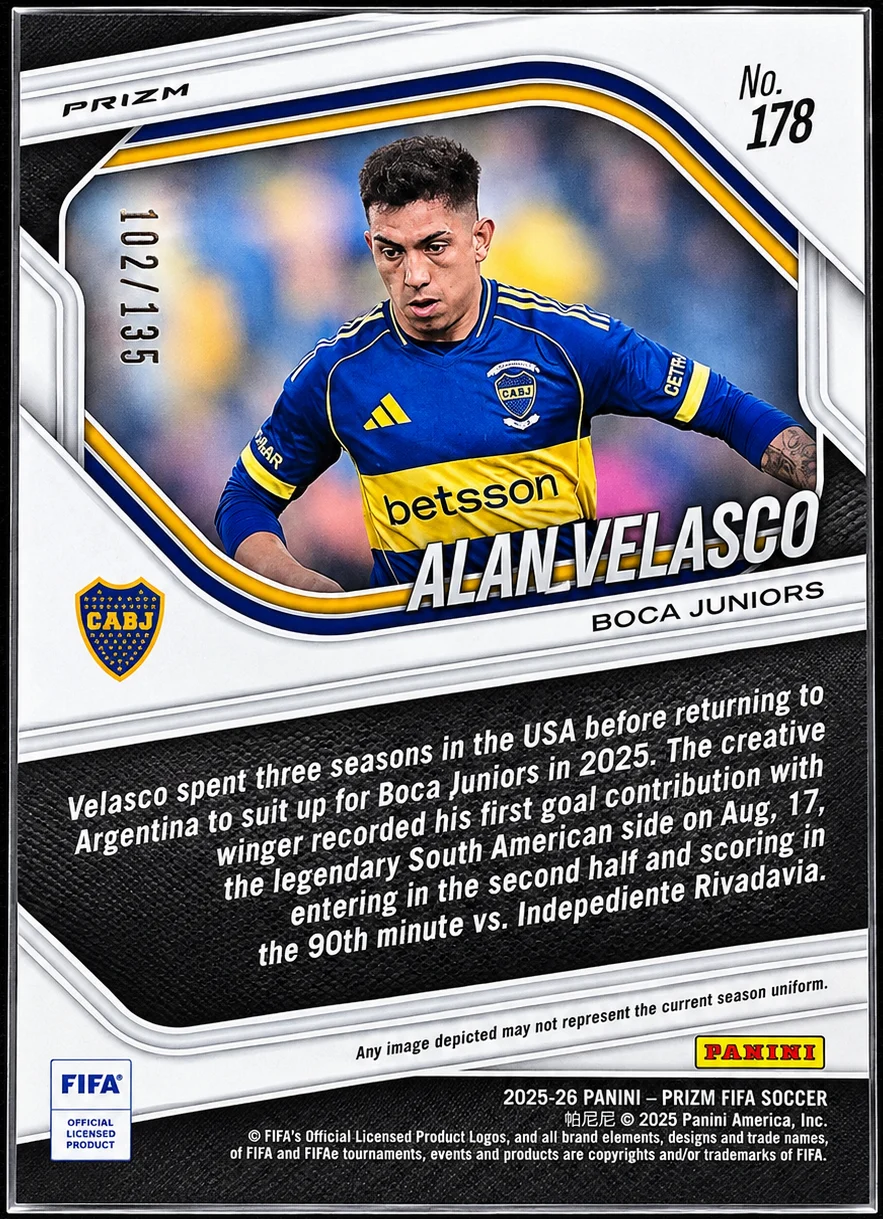 PRIZM
No.
178
102/135
CABJ
CETR
betsson
ALAN VELASCO
BOCA JUNIORS
CABJ
Velasco spent three seasons in the USA before returning to
Argentina to suit up for Boca Juniors in 2025. The creative
winger recorded his first goal contribution with
the legendary South American side on Aug, 17,
entering in the second half and scoring in
the 90th minute vs. Indepediente Rivadavia.
Any image depicted may not represent the current season uniform.
PANINI
FIFA®
OFFICIAL
LICENSED
PRODUCT
2025-26 PANINI – PRIZM FIFA SOCCER
帕尼尼 © 2025 Panini America, Inc.
© FIFA's Official Licensed Product Logos, and all brand elements, designs and trade names,
of FIFA and FIFAe tournaments, events and products are copyrights and/or trademarks of FIFA.